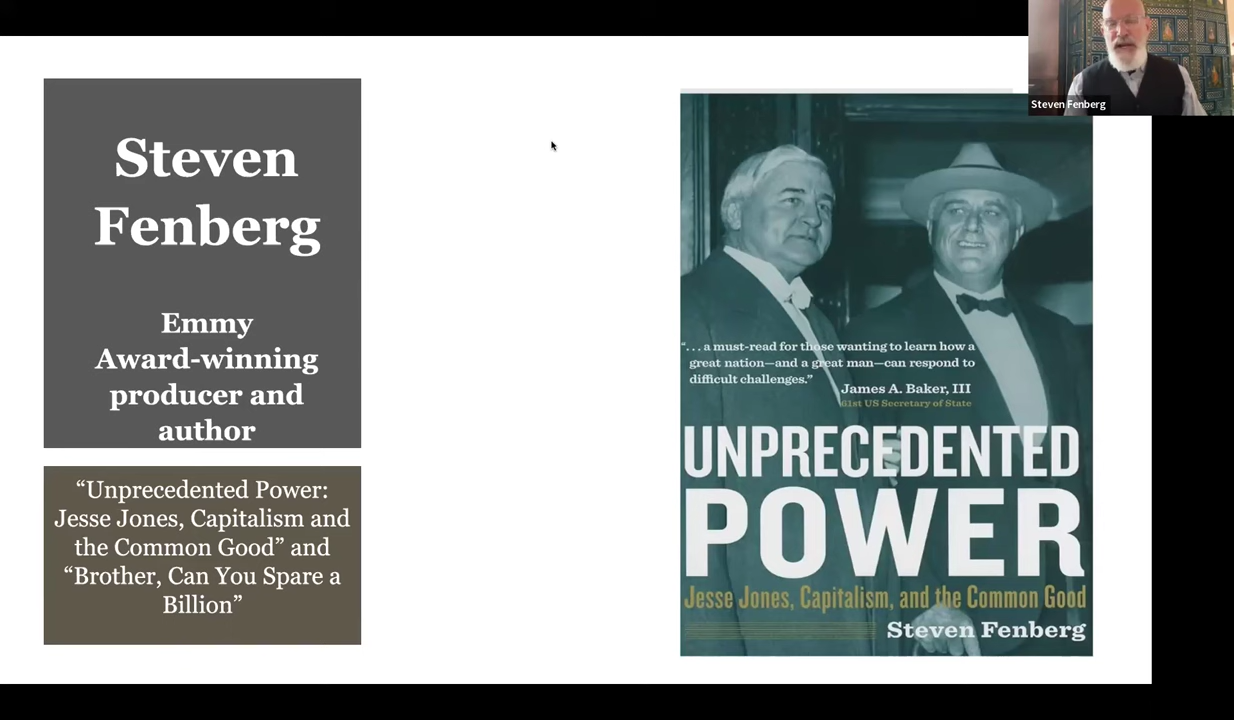 Steven
Fenberg
Emmy
Award-winning
producer and
author
“Unprecedented Power:
Jesse Jones, Capitalism and
the Common Good” and
“Brother, Can You Spare a
Billion”
“. . . a must-read for those wanting to learn how a
great nation—and a great man—can respond to
difficult challenges.”
James A. Baker, III
61st US Secretary of State
UNPRECEDENTED
POWER
Jesse Jones, Capitalism, and the Common Good
Steven Fenberg
Steven Fenberg